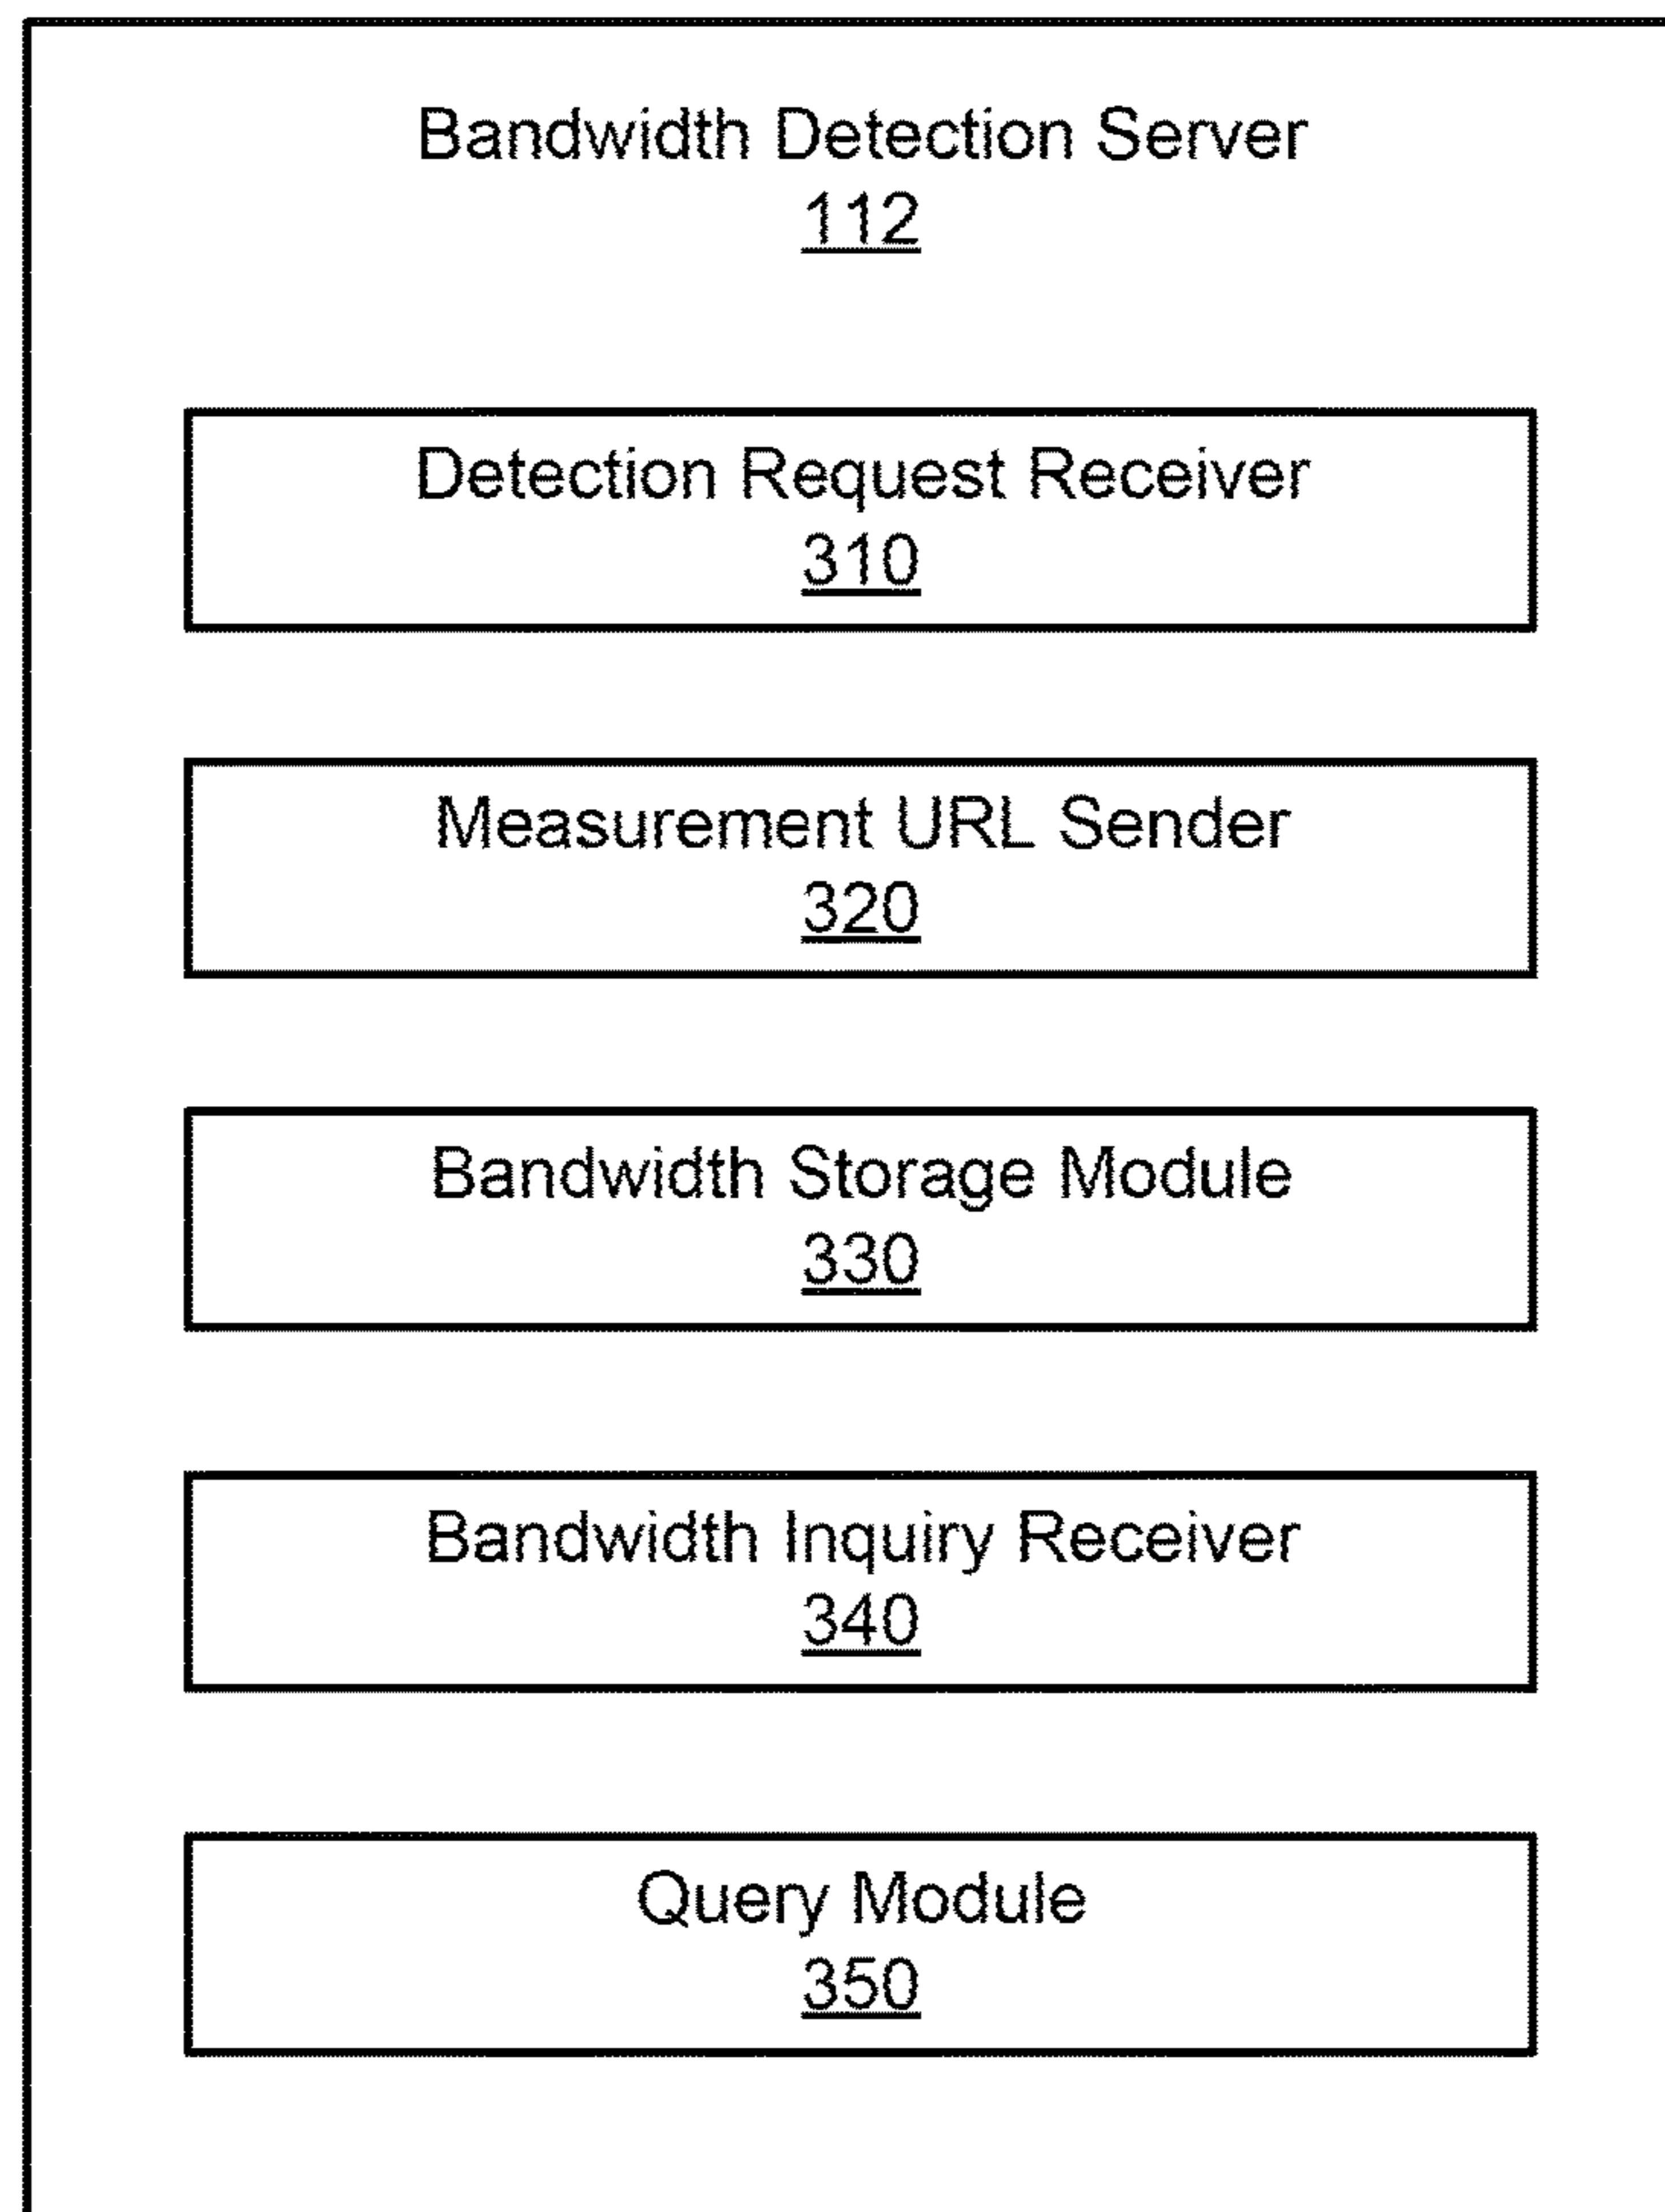 Bandwidth Detection Server
112
Detection Request Receiver
310
Measurement URL Sender
320
Bandwidth Storage Module
330
Bandwidth Inquiry Receiver
340
Query Module
350